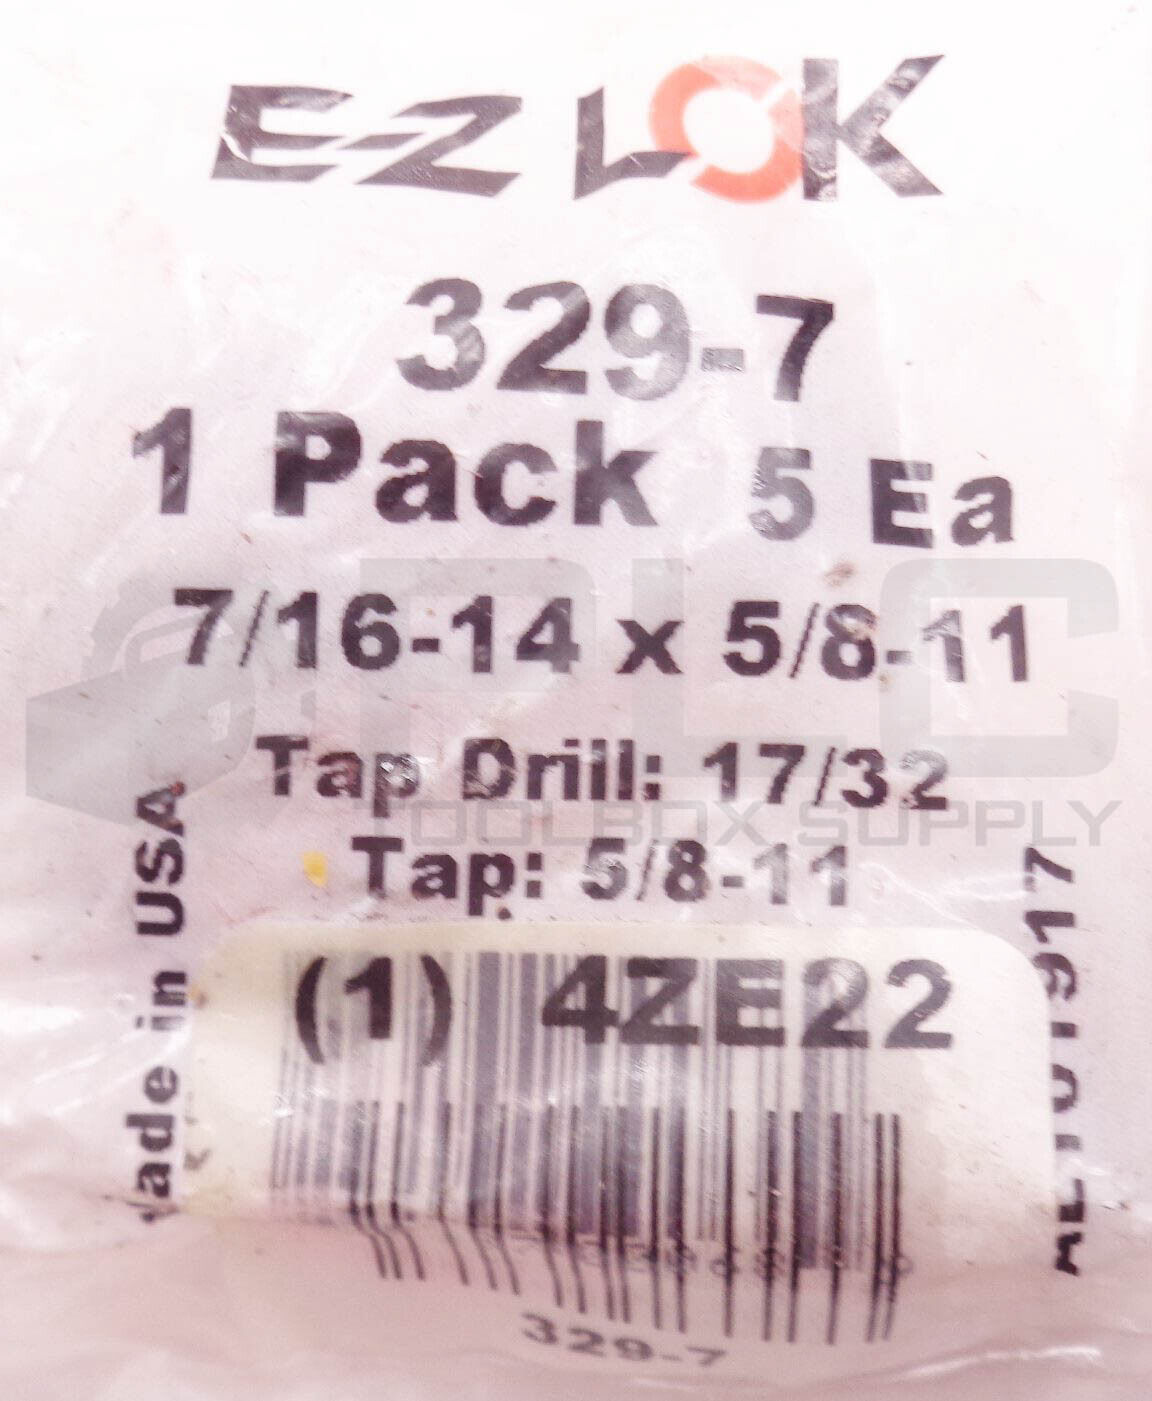 E-Z LOK
329-7
1 Pack 5 Ea
7/16-14 x 5/8-11
PLC
Tap Drill: 17/32
TOOLBOX SUPPLY
Tap: 5/8-11
Made in USA
(1) 4ZE22
329-7